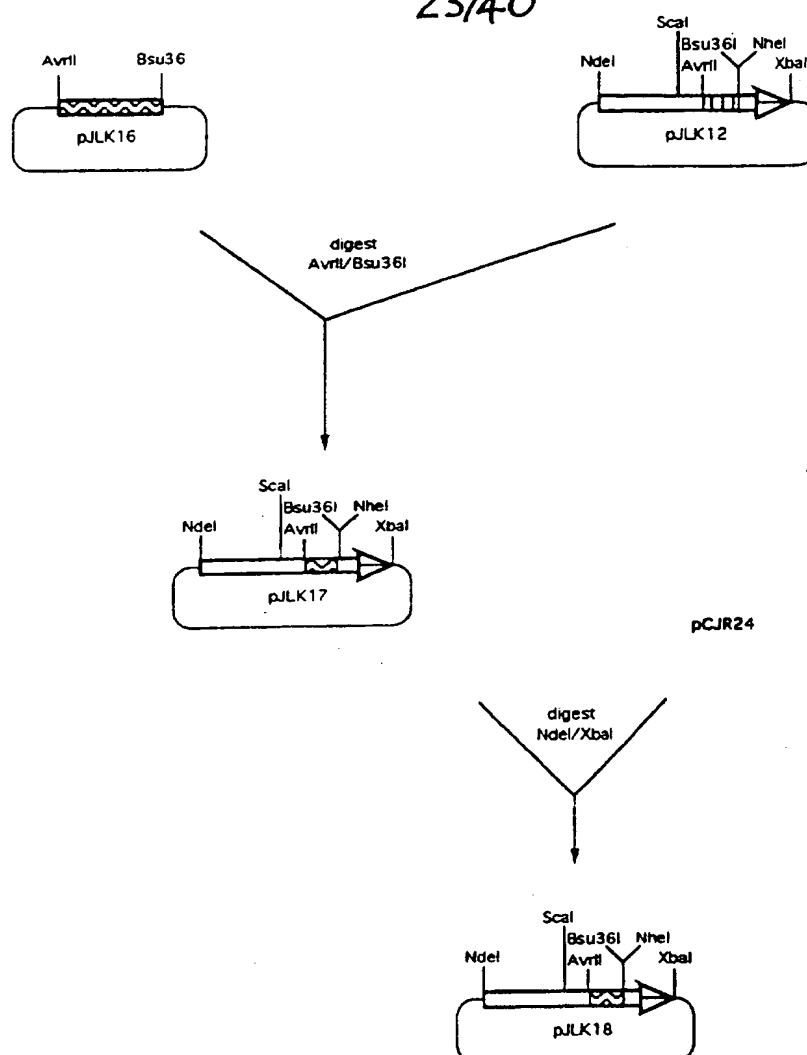 23/40
AvrII Bsu36
pJLK16
ScaI
Bsu36I NheI
NdeI AvrII XbaI
pJLK12
digest
AvrII/Bsu36I
ScaI
Bsu36I NheI
NdeI AvrII XbaI
pJLK17
pCJR24
digest
NdeI/XbaI
ScaI
Bsu36I NheI
NdeI AvrII XbaI
pJLK18